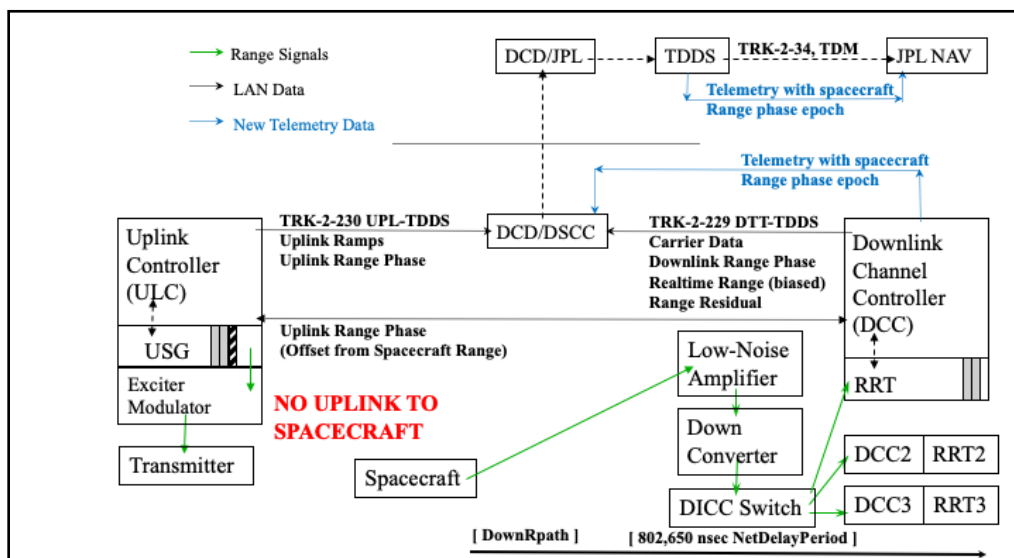 Range Signals
LAN Data
New Telemetry Data
DCD/JPL
TDDS
TRK-2-34, TDM
JPL NAV
Telemetry with spacecraft
Range phase epoch
Telemetry with spacecraft
Range phase epoch
Uplink
Controller
(ULC)
TRK-2-230 UPL-TDDS
Uplink Ramps
Uplink Range Phase
DCD/DSCC
TRK-2-229 DTT-TDDS
Carrier Data
Downlink Range Phase
Realtime Range (biased)
Range Residual
Downlink
Channel
Controller
(DCC)
Uplink Range Phase
(Offset from Spacecraft Range)
USG
Exciter
Modulator
NO UPLINK TO
SPACECRAFT
Transmitter
Spacecraft
Low-Noise
Amplifier
Down
Converter
DICC Switch
RRT
DCC2
RRT2
DCC3
RRT3
[ DownRpath ]
[ 802,650 nsec NetDelayPeriod ]